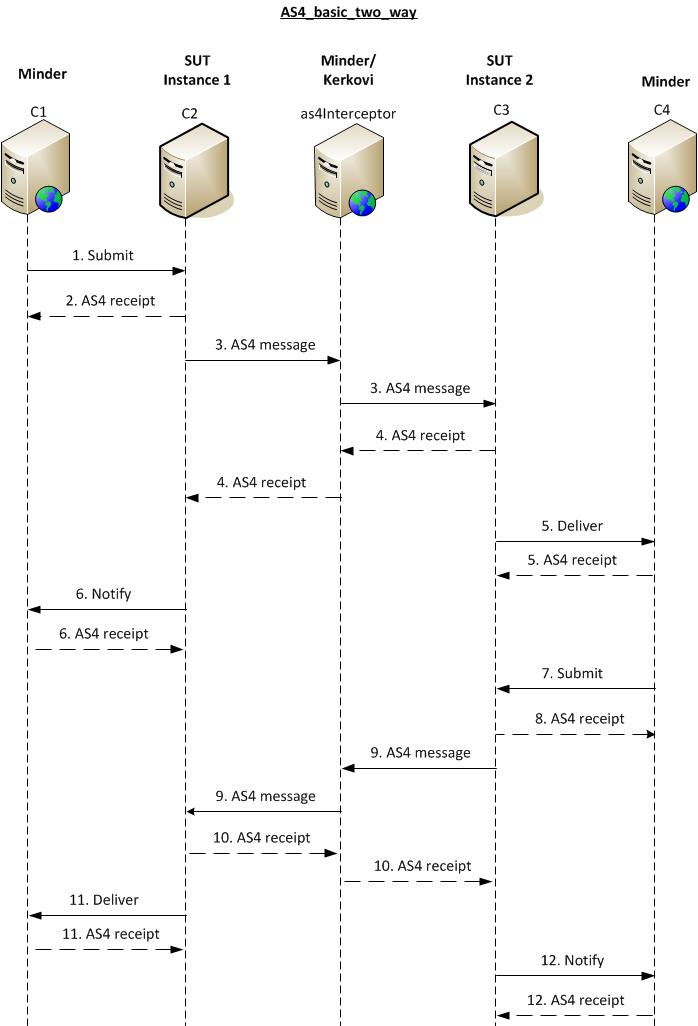 AS4_basic_two_way
Minder
SUT
Instance 1
Minder/
Kerkovi
SUT
Instance 2
Minder
C1
C2
as4Interceptor
C3
C4
1. Submit
2. AS4 receipt
3. AS4 message
3. AS4 message
4. AS4 receipt
4. AS4 receipt
5. Deliver
5. AS4 receipt
6. Notify
6. AS4 receipt
7. Submit
8. AS4 receipt
9. AS4 message
9. AS4 message
10. AS4 receipt
10. AS4 receipt
11. Deliver
11. AS4 receipt
12. Notify
12. AS4 receipt